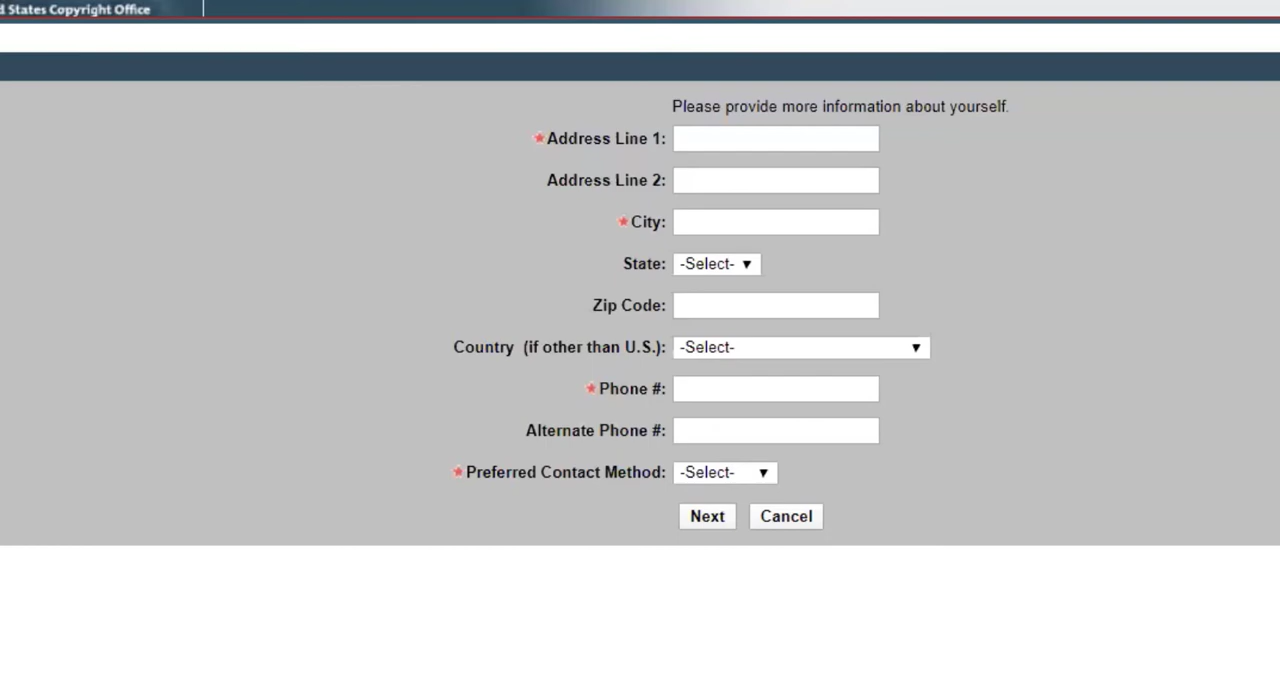 States Copyright Office
Please provide more information about yourself.
Address Line 1:
Address Line 2:
City:
State: -Select-
Zip Code:
Country (if other than U.S.): -Select-
Phone #:
Alternate Phone #:
Preferred Contact Method: -Select-
Next Cancel